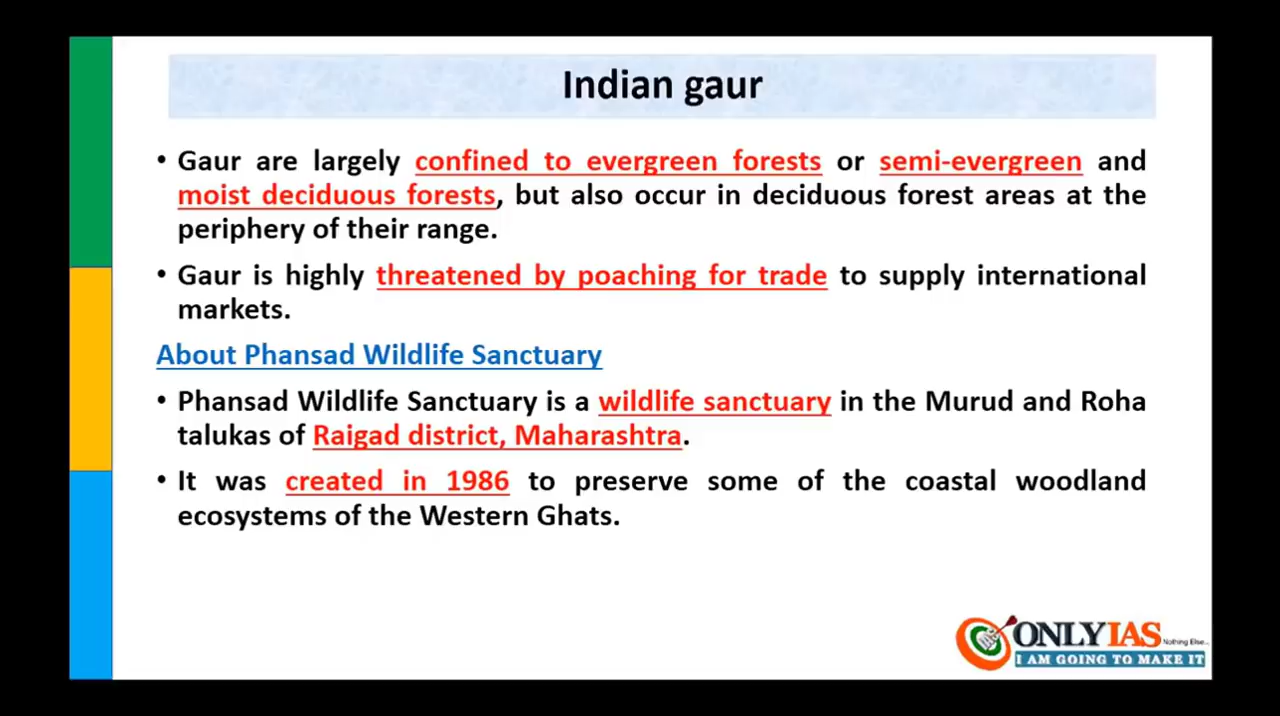 Indian gaur
• Gaur are largely confined to evergreen forests or semi-evergreen and
moist deciduous forests, but also occur in deciduous forest areas at the
periphery of their range.
• Gaur is highly threatened by poaching for trade to supply international
markets.
About Phansad Wildlife Sanctuary
• Phansad Wildlife Sanctuary is a wildlife sanctuary in the Murud and Roha
talukas of Raigad district, Maharashtra.
• It was created in 1986 to preserve some of the coastal woodland
ecosystems of the Western Ghats.
ONLYIAS Nothing Else..
I AM GOING TO MAKE IT